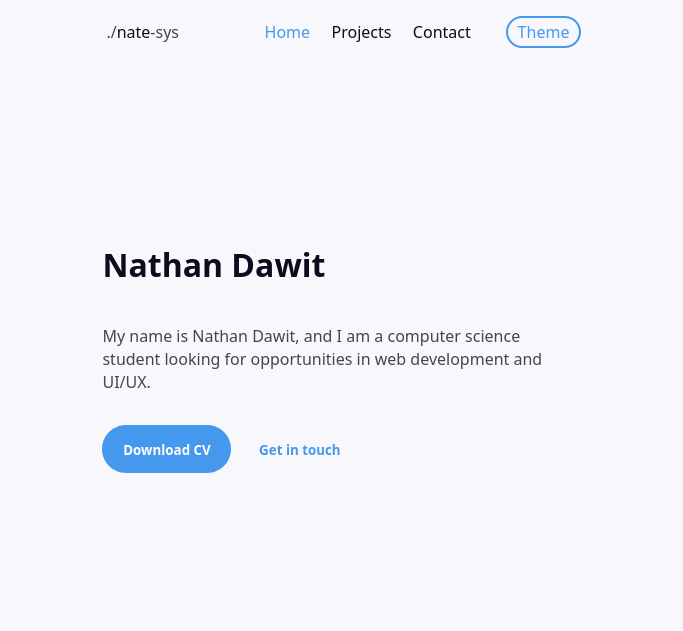 ./nate-sys Home Projects Contact Theme
Nathan Dawit
My name is Nathan Dawit, and I am a computer science
student looking for opportunities in web development and
UI/UX.
Download CV Get in touch